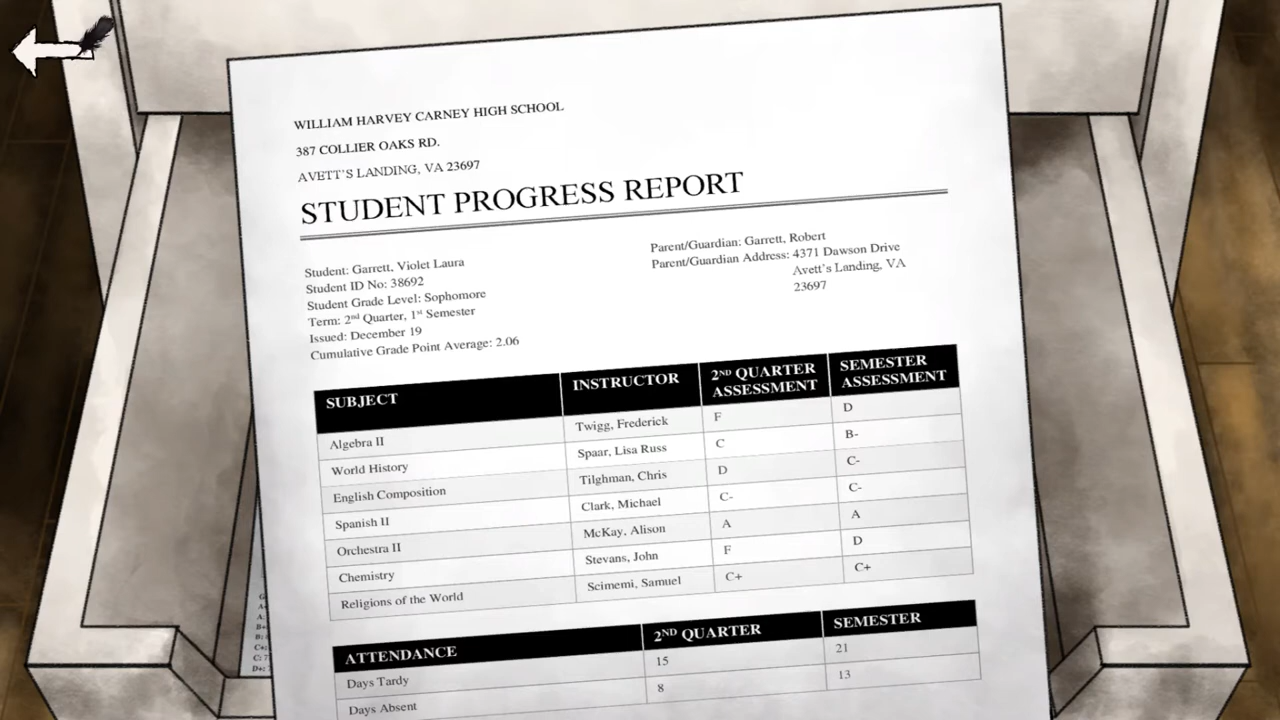 WILLIAM HARVEY CARNEY HIGH SCHOOL
387 COLLIER OAKS RD.
AVETT'S LANDING, VA 23697
STUDENT PROGRESS REPORT
Student: Garrett, Violet Laura
Student ID No: 38692
Student Grade Level: Sophomore
Term: 2nd Quarter, 1st Semester
Issued: December 19
Cumulative Grade Point Average: 2.06
Parent/Guardian: Garrett, Robert
Parent/Guardian Address: 4371 Dawson Drive
Avett's Landing, VA
23697
SUBJECT INSTRUCTOR 2ND QUARTER ASSESSMENT SEMESTER ASSESSMENT
Algebra II Twigg, Frederick F D
World History Spaar, Lisa Russ C B-
English Composition Tilghman, Chris D C-
Spanish II Clark, Michael C- C-
Orchestra II McKay, Alison A A
Chemistry Stevans, John F D
Religions of the World Scimemi, Samuel C+ C+
ATTENDANCE 2ND QUARTER SEMESTER
Days Tardy 15 21
Days Absent 8 13